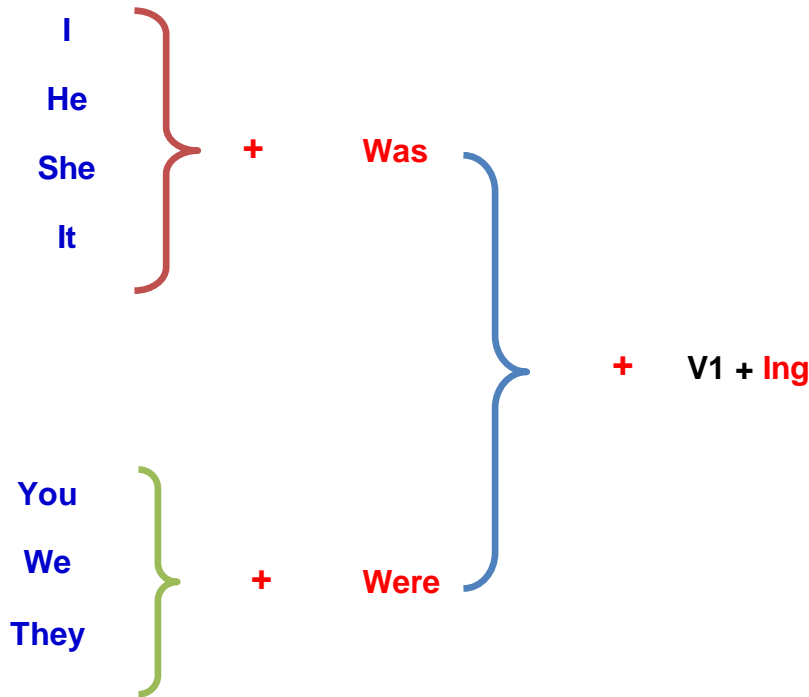 I
He
She
It
+ Was
+ V1 + Ing
You
We
They
+ Were